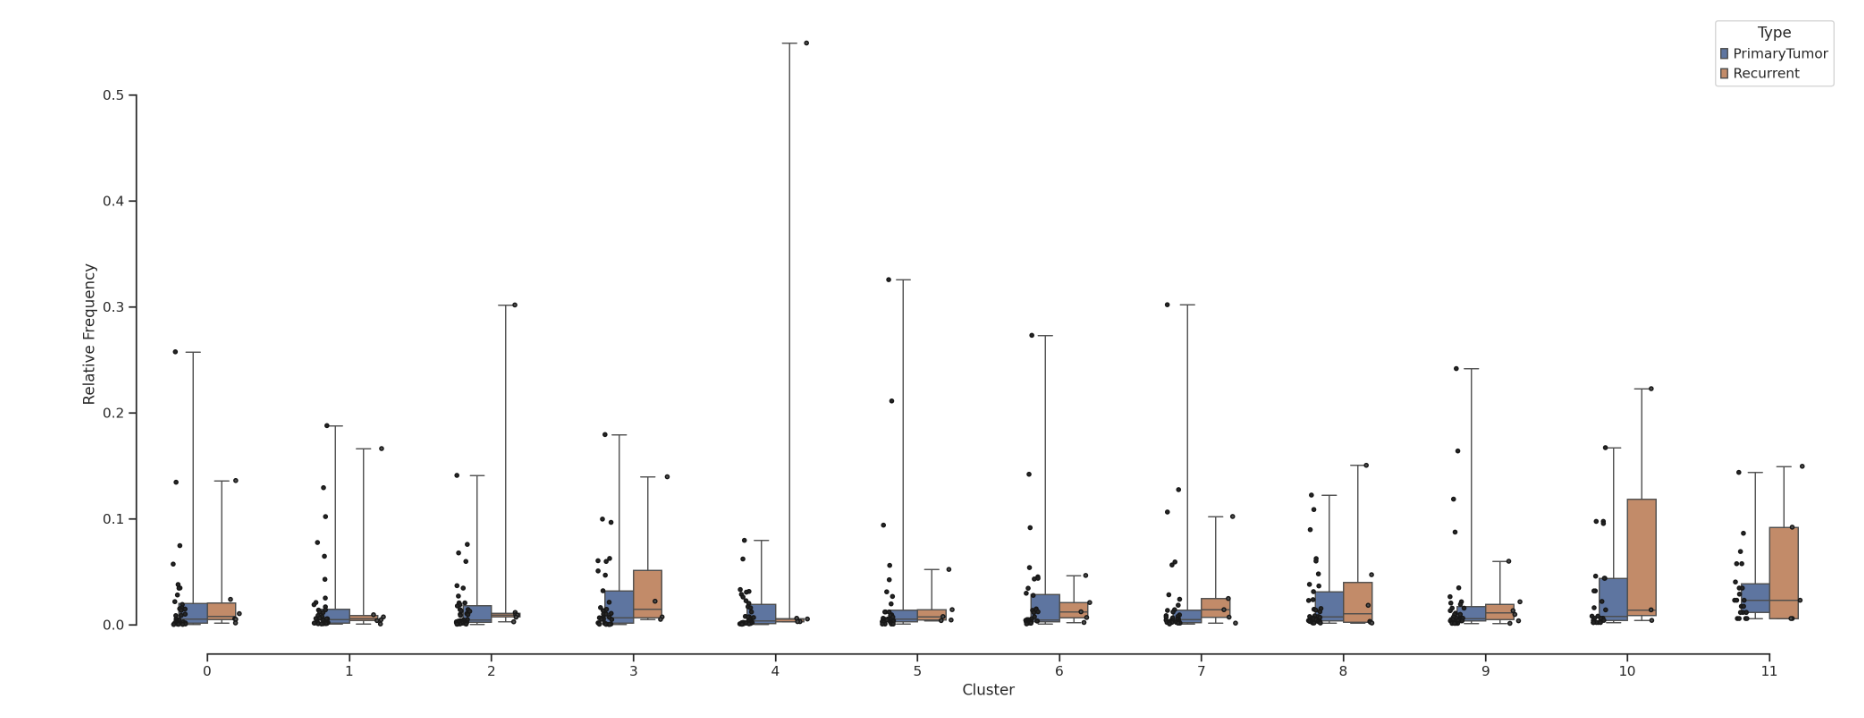 Type
PrimaryTumor
Recurrent
Relative Frequency
0.5
0.4
0.3
0.2
0.1
0.0
0 1 2 3 4 5 6 7 8 9 10 11
Cluster